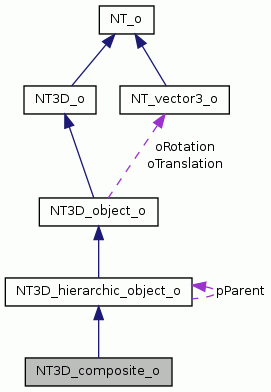 NT_o
NT3D_o
NT_vector3_o
oRotation
oTranslation
NT3D_object_o
NT3D_hierarchic_object_o
pParent
NT3D_composite_o